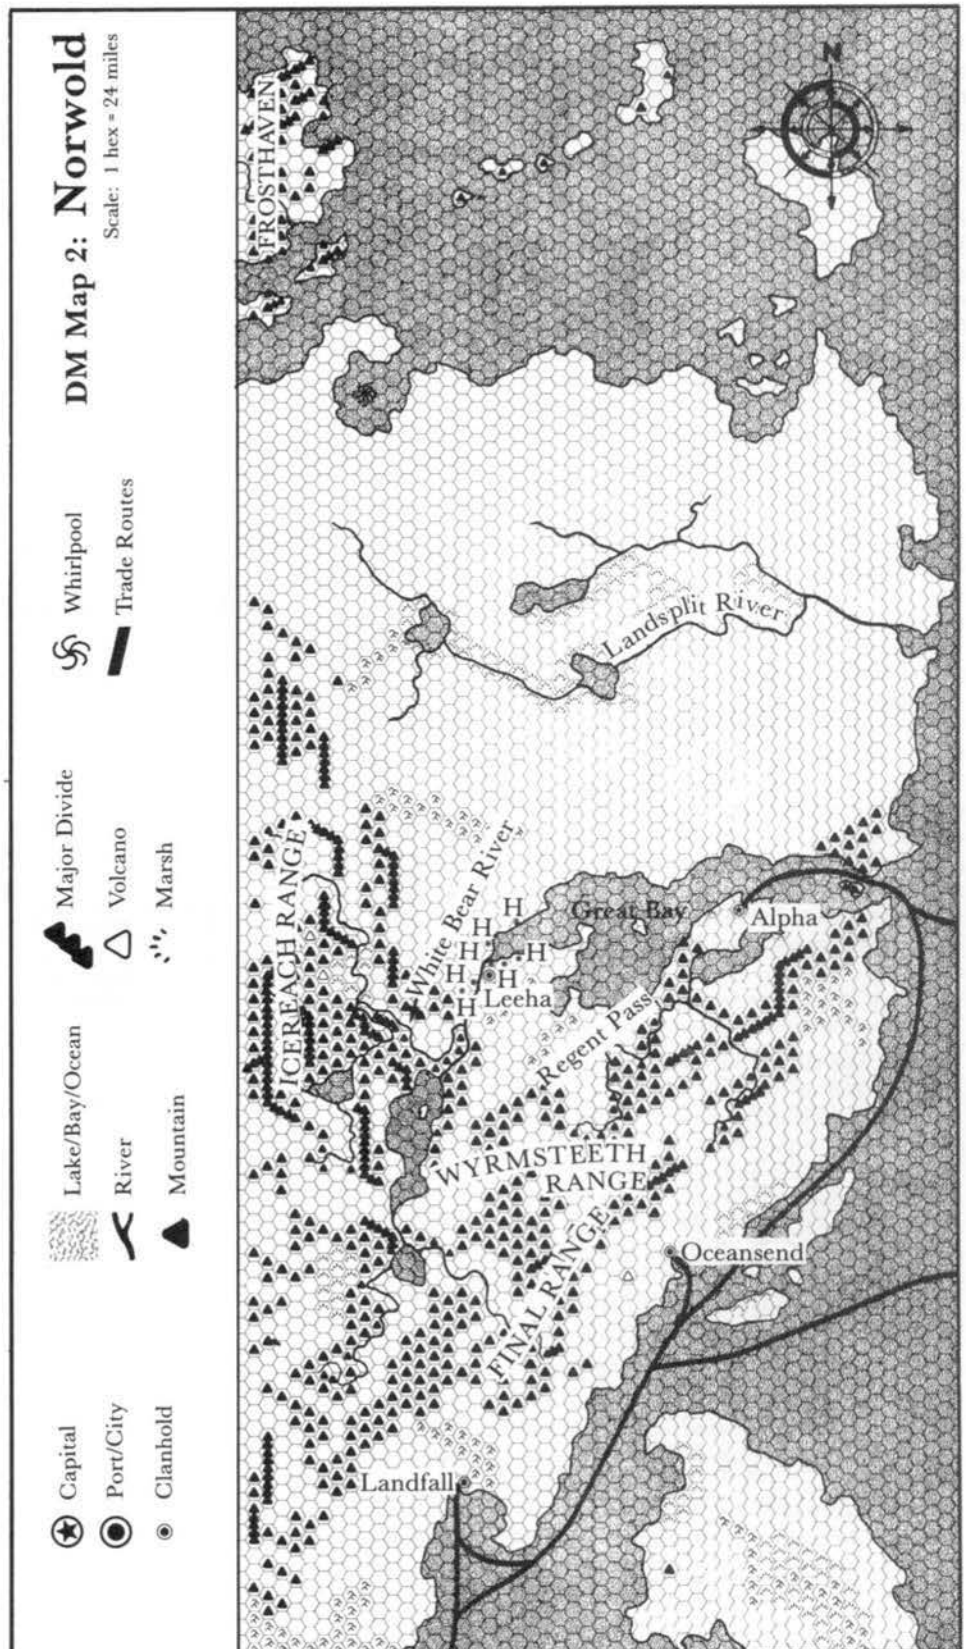 DM Map 2: Norwold
Scale: 1 hex = 24 miles
Capital
Port/City
Clanhold
Lake/Bay/Ocean
River
Mountain
Major Divide
Volcano
Marsh
Whirlpool
Trade Routes
FROSTHAVEN
N
Landsplit River
ICEREACH RANGE
White Bear River
H
H
H
H
H
H
Great Bay
Alpha
Leeha
Regent Pass
WYRMSTEETH
RANGE
FINAL RANGE
Oceansend
Landfall